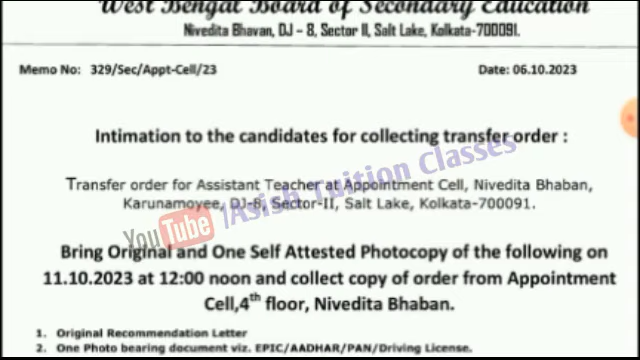 West Bengal Board of Secondary Education
Nivedita Bhavan, DJ – 8, Sector II, Salt Lake, Kolkata-700091.
Memo No: 329/Sec/Appt-Cell/23 Date: 06.10.2023
Intimation to the candidates for collecting transfer order :
Transfer order for Assistant Teacher at Appointment Cell, Nivedita Bhaban,
Karunamoyee, DJ-8, Sector-II, Salt Lake, Kolkata-700091.
YouTube/Asish Tuition Classes
Bring Original and One Self Attested Photocopy of the following on
11.10.2023 at 12:00 noon and collect copy of order from Appointment
Cell,4th floor, Nivedita Bhaban.
1. Original Recommendation Letter
2. One Photo bearing document viz. EPIC/AADHAR/PAN/Driving License.